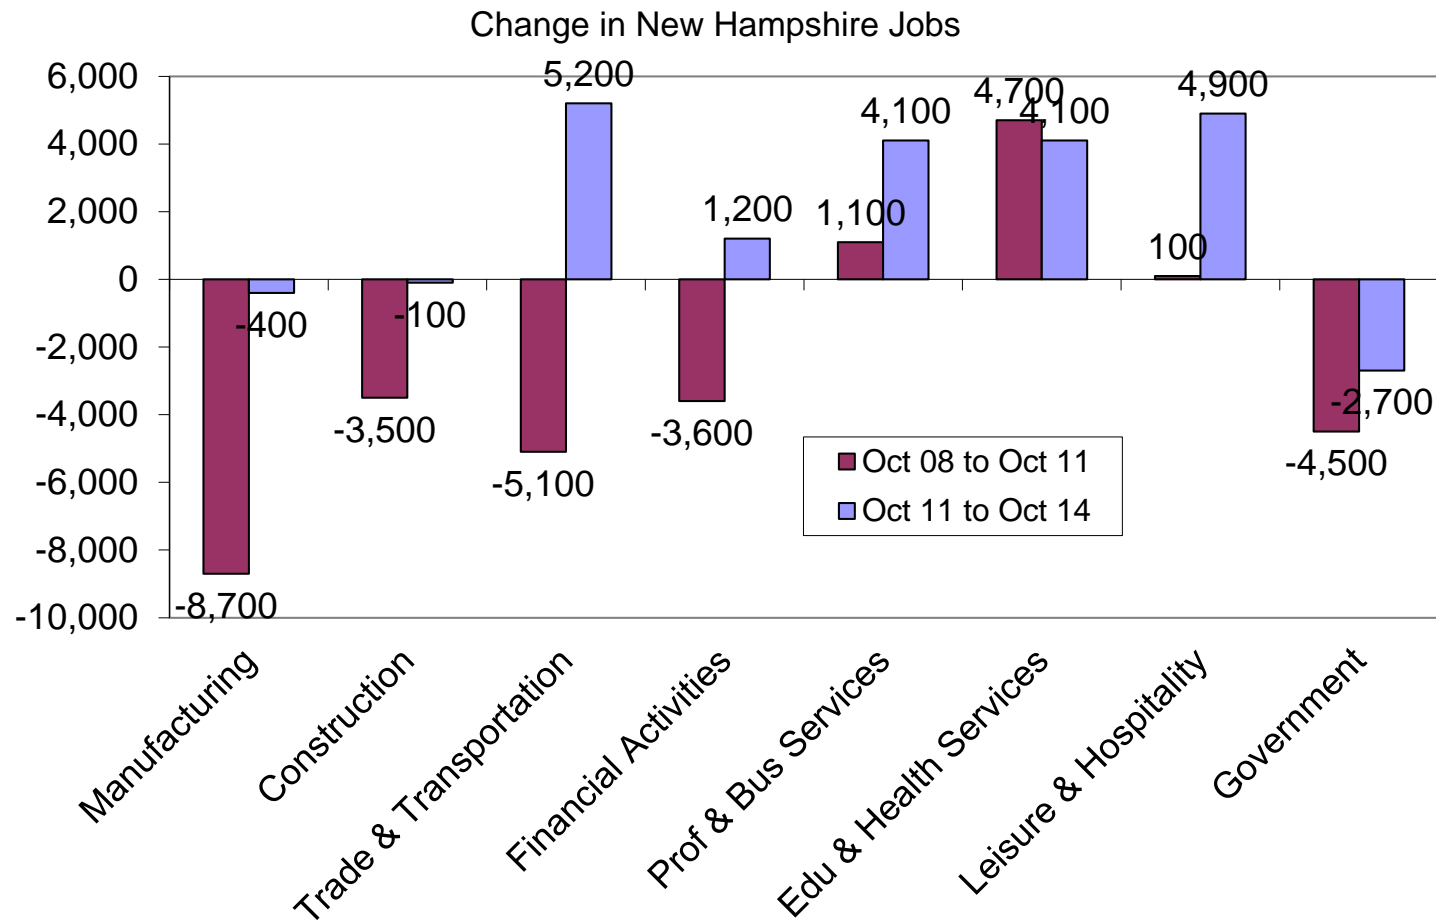 Change in New Hampshire Jobs
6,000
4,000
2,000
0
-2,000
-4,000
-6,000
-8,000
-10,000
-8,700
-400
-3,500
-100
-5,100
5,200
-3,600
1,200
1,100
4,100
4,700
4,100
100
4,900
-4,500
-2,700
Oct 08 to Oct 11
Oct 11 to Oct 14
Manufacturing
Construction
Trade & Transportation
Financial Activities
Prof & Bus Services
Edu & Health Services
Leisure & Hospitality
Government